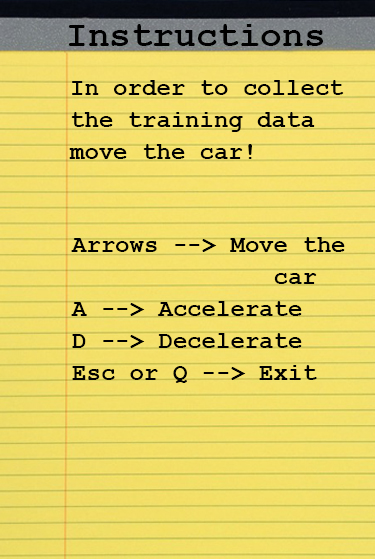 Instructions
In order to collect
the training data
move the car!
Arrows --> Move the
car
A --> Accelerate
D --> Decelerate
Esc or Q --> Exit